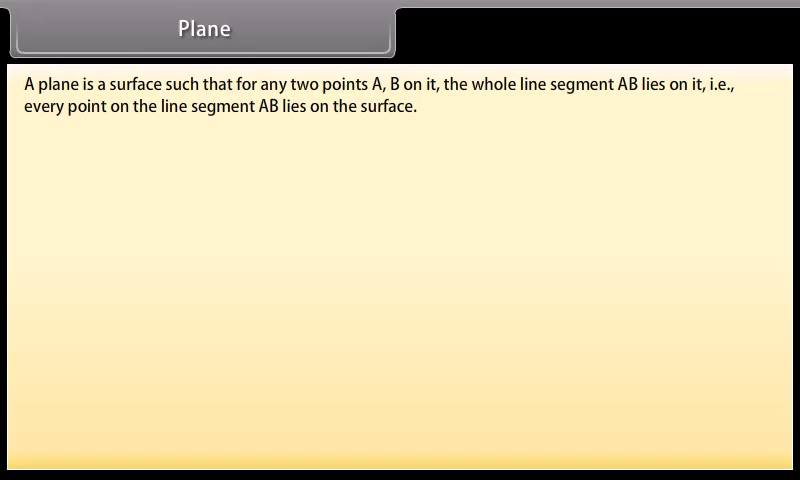 Plane
A plane is a surface such that for any two points A, B on it, the whole line segment AB lies on it, i.e.,
every point on the line segment AB lies on the surface.